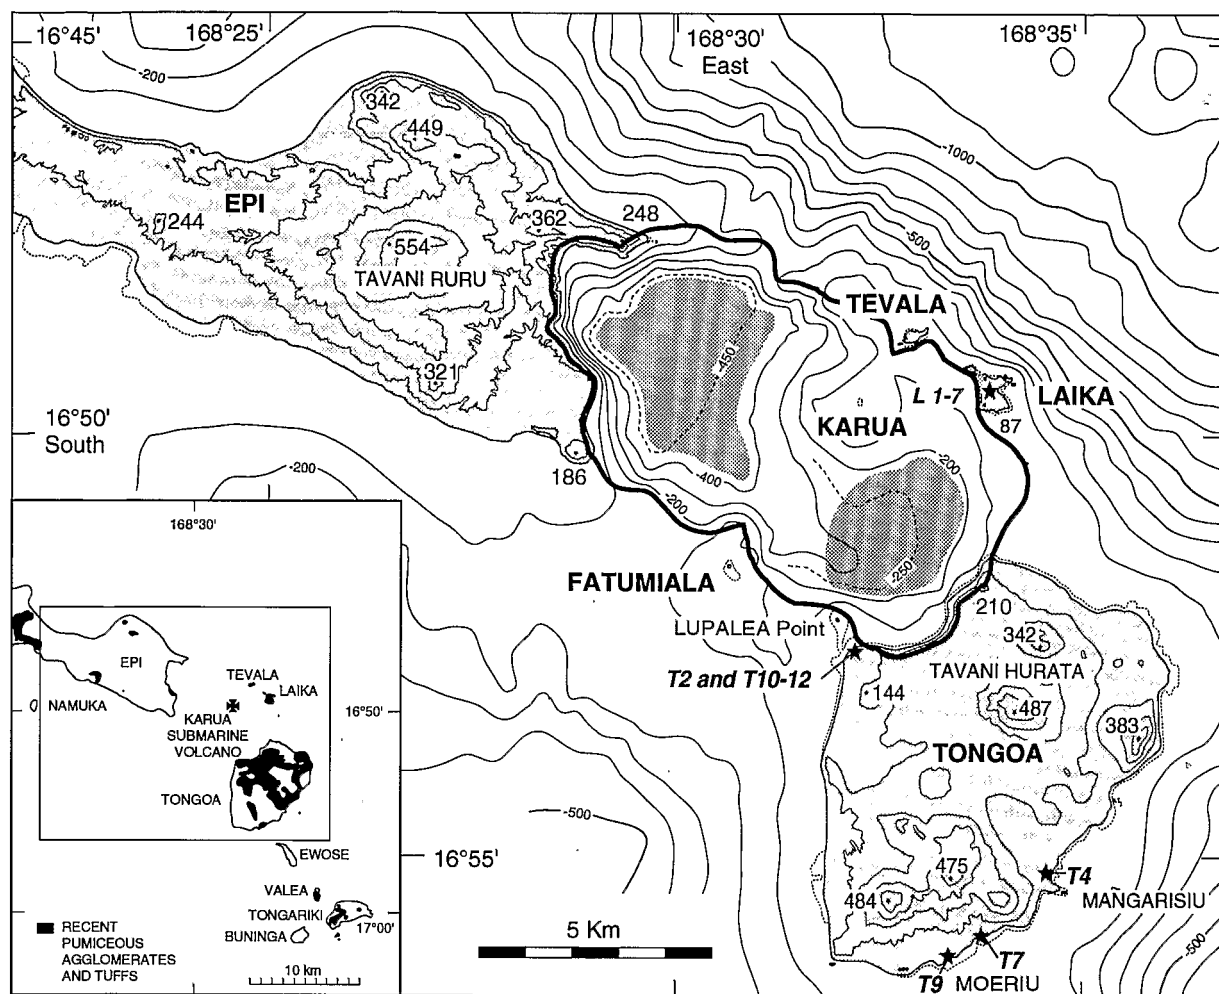 16°45'
168°25'
168°30'
East
168°35'
-200
342
449
-1000
EPI
244
362
248
554
TAVANI RURU
-500
TEVALA
-450
321
L 1-7
LAIKA
KARUA
87
16°50'
South
186
-200
-400
-200
-200
-250
FATUMIALA
210
LUPALEA Point
342
T2 and T10-12
TAVANI HURATA
144
487
383
TONGOA
-500
16°55'
475
T4
484
MAÑGARISIU
-500
5 Km
T7
T9
MOERIU
168°30'
EPI
TEVALA
LAIKA
NAMUKA
0
KARUA
SUBMARINE
VOLCANO
16°50'
TONGOA
EWOSE
VALEA
TONGARIKI
BUNINGA
17°00'
RECENT
PUMICEOUS
AGGLOMERATES
AND TUFFS
10 km